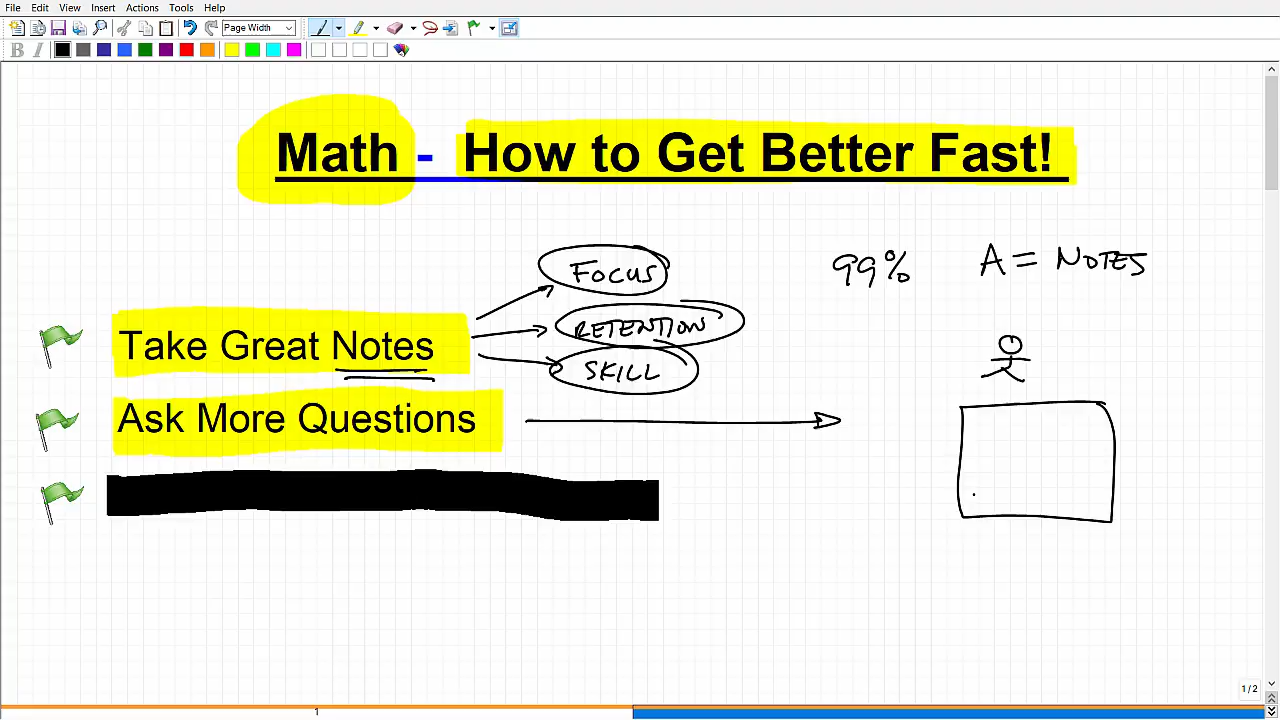 File Edit View Insert Actions Tools Help
Page Width
B I
Math - How to Get Better Fast!
FOCUS
99% A = NOTES
RETENTION
Take Great Notes
SKILL
Ask More Questions
1/2
1